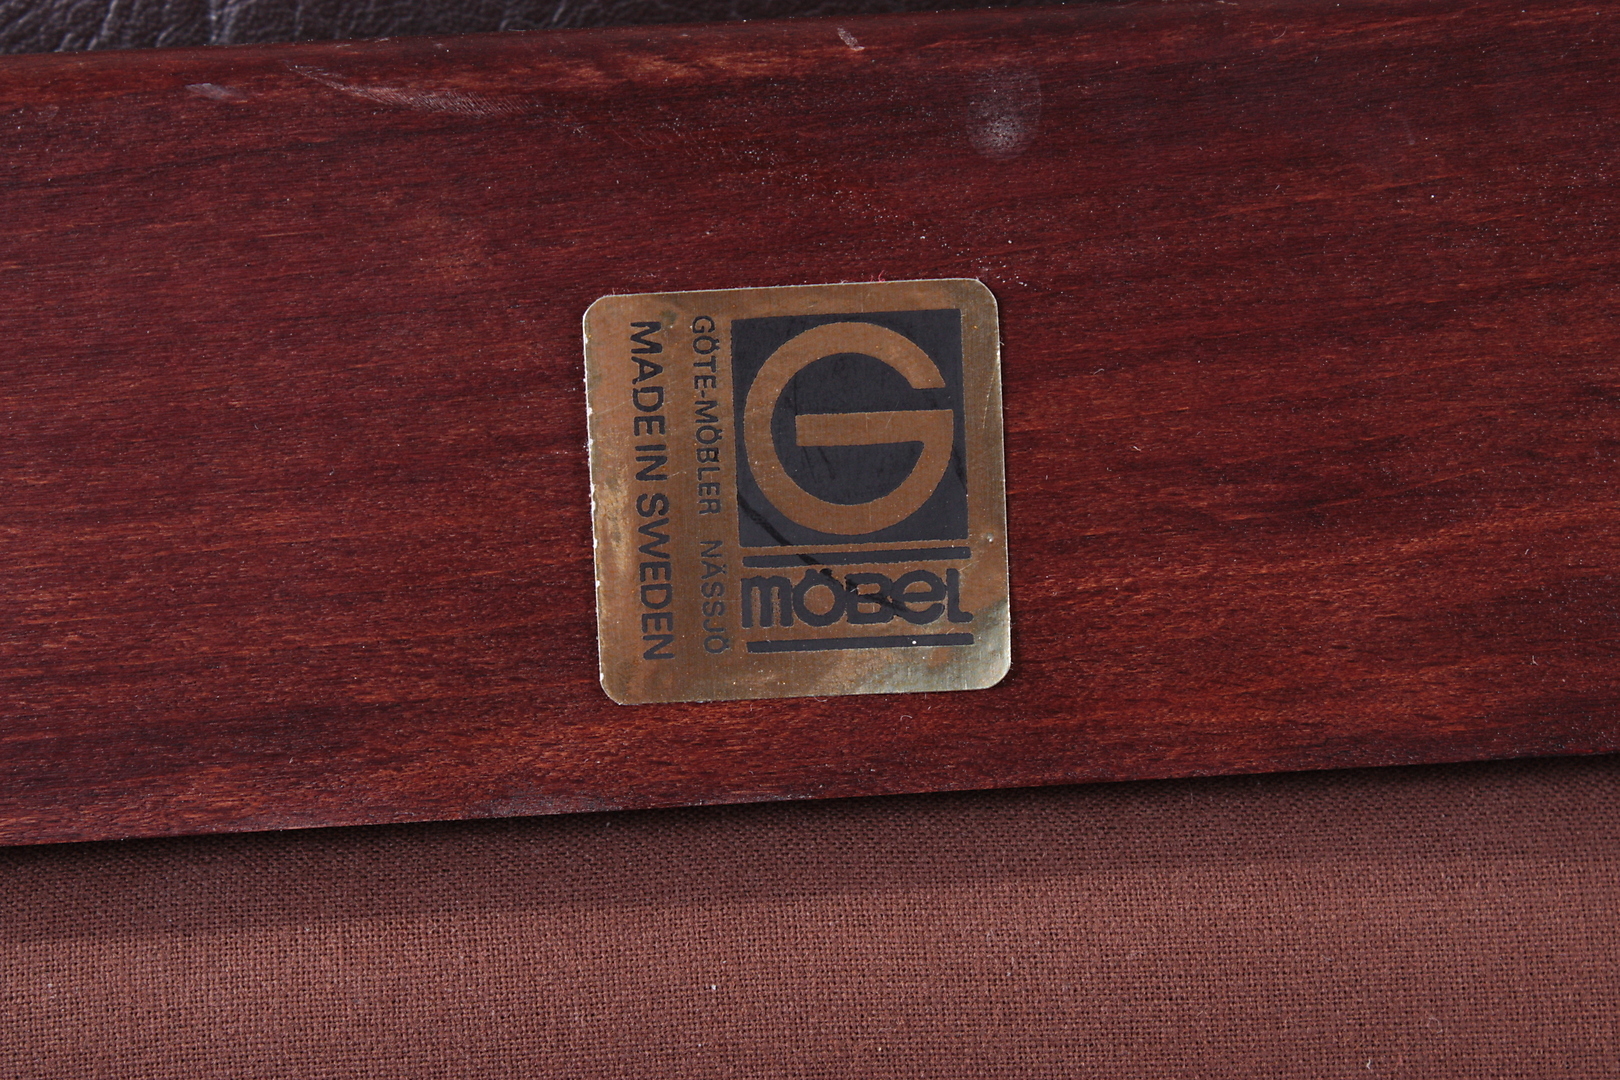 G
MÖBEL
GÖTE-MÖBLER NÄSSJÖ
MADE IN SWEDEN